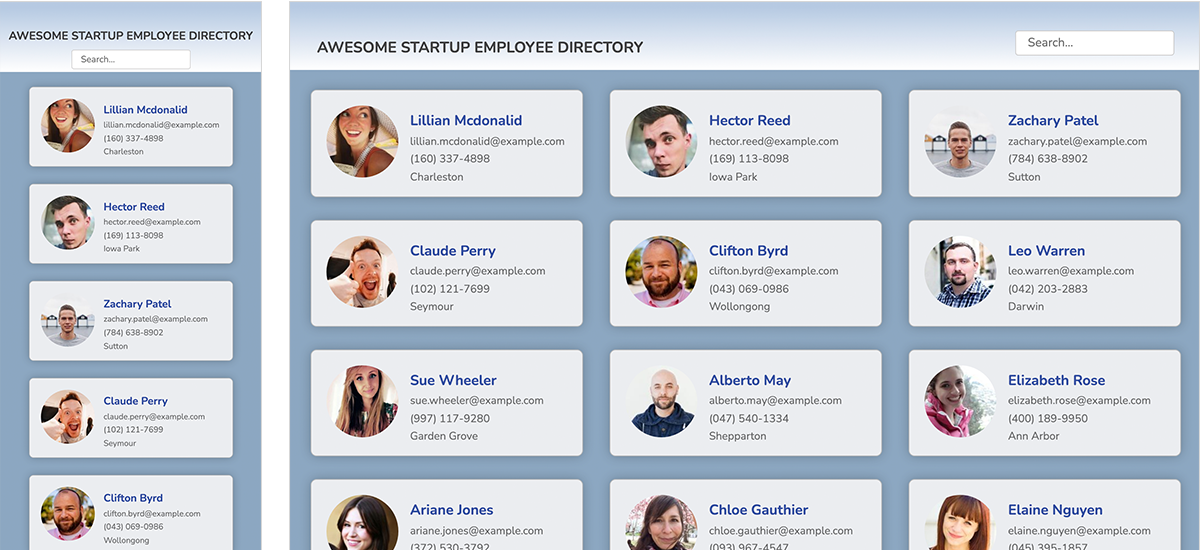 AWESOME STARTUP EMPLOYEE DIRECTORY
Search...
Lillian Mcdonalid
lillian.mcdonalid@example.com
(160) 337-4898
Charleston
Hector Reed
hector.reed@example.com
(169) 113-8098
Iowa Park
Zachary Patel
zachary.patel@example.com
(784) 638-8902
Sutton
Claude Perry
claude.perry@example.com
(102) 121-7699
Seymour
Clifton Byrd
clifton.byrd@example.com
(043) 069-0986
Wollongong
AWESOME STARTUP EMPLOYEE DIRECTORY
Search...
Lillian Mcdonalid
lillian.mcdonalid@example.com
(160) 337-4898
Charleston
Hector Reed
hector.reed@example.com
(169) 113-8098
Iowa Park
Zachary Patel
zachary.patel@example.com
(784) 638-8902
Sutton
Claude Perry
claude.perry@example.com
(102) 121-7699
Seymour
Clifton Byrd
clifton.byrd@example.com
(043) 069-0986
Wollongong
Leo Warren
leo.warren@example.com
(042) 203-2883
Darwin
Sue Wheeler
sue.wheeler@example.com
(997) 117-9280
Garden Grove
Alberto May
alberto.may@example.com
(047) 540-1334
Shepparton
Elizabeth Rose
elizabeth.rose@example.com
(400) 189-9950
Ann Arbor
Ariane Jones
ariane.jones@example.com
(372) 530-3792
Chloe Gauthier
chloe.gauthier@example.com
(093) 967-4547
Elaine Nguyen
elaine.nguyen@example.com
(045) 395-1857